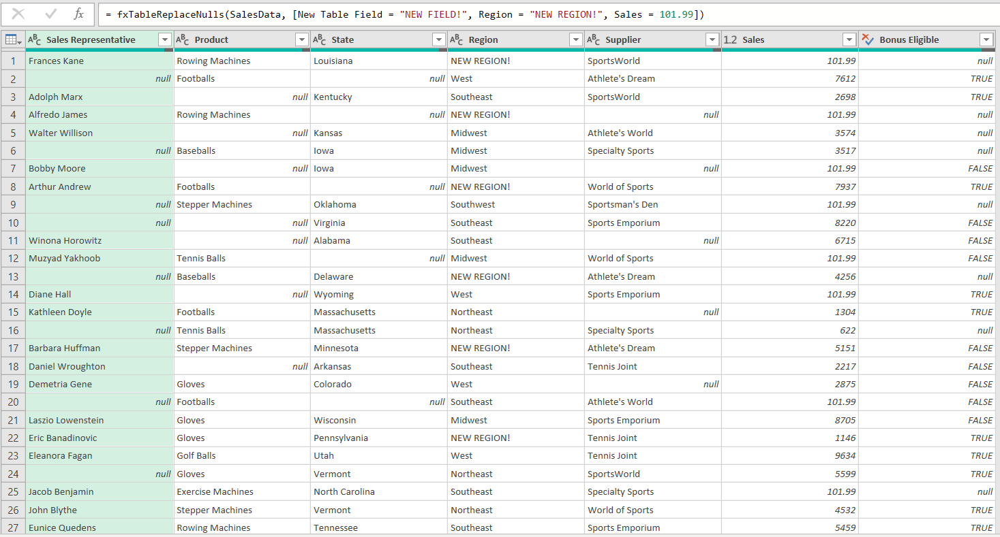 fx = fxTableReplaceNulls(SalesData, [New Table Field = "NEW FIELD!", Region = "NEW REGION!", Sales = 101.99])
ABC Sales Representative ABC Product ABC State ABC Region ABC Supplier 1.2 Sales Bonus Eligible
1 Frances Kane Rowing Machines Louisiana NEW REGION! SportsWorld 101.99 null
2 null Footballs null West Athlete's Dream 7612 TRUE
3 Adolph Marx null Kentucky Southeast SportsWorld 2698 TRUE
4 Alfredo James Rowing Machines null NEW REGION! null 101.99 null
5 Walter Willison null Kansas Midwest Athlete's World 3574 null
6 null Baseballs Iowa Midwest Specialty Sports 3517 null
7 Bobby Moore null Iowa Midwest null 101.99 FALSE
8 Arthur Andrew Footballs null NEW REGION! World of Sports 7937 TRUE
9 null Stepper Machines Oklahoma Southwest Sportsman's Den 101.99 null
10 null null Virginia Southeast Sports Emporium 8220 FALSE
11 Winona Horowitz null Alabama Southeast null 6715 FALSE
12 Muzyad Yakhoob Tennis Balls null Midwest World of Sports 101.99 FALSE
13 null Baseballs Delaware NEW REGION! Athlete's Dream 4256 null
14 Diane Hall null Wyoming West Sports Emporium 101.99 TRUE
15 Kathleen Doyle Footballs Massachusetts Northeast null 1304 TRUE
16 null Tennis Balls Massachusetts Northeast Specialty Sports 622 null
17 Barbara Huffman Stepper Machines Minnesota NEW REGION! Athlete's Dream 5151 FALSE
18 Daniel Wroughton null Arkansas Southeast Tennis Joint 2217 FALSE
19 Demetria Gene Gloves Colorado West null 2875 FALSE
20 null Footballs null Southeast Athlete's World 101.99 FALSE
21 Laszio Lowenstein Gloves Wisconsin Midwest Sports Emporium 8705 FALSE
22 Eric Banadinovic Gloves Pennsylvania NEW REGION! Tennis Joint 1146 TRUE
23 Eleanora Fagan Golf Balls Utah West Tennis Joint 9634 TRUE
24 null Gloves Vermont Northeast SportsWorld 5599 TRUE
25 Jacob Benjamin Exercise Machines North Carolina Southeast Specialty Sports 101.99 null
26 John Blythe Stepper Machines Vermont Northeast World of Sports 4532 TRUE
27 Eunice Quedens Rowing Machines Tennessee Southeast Sports Emporium 5459 TRUE